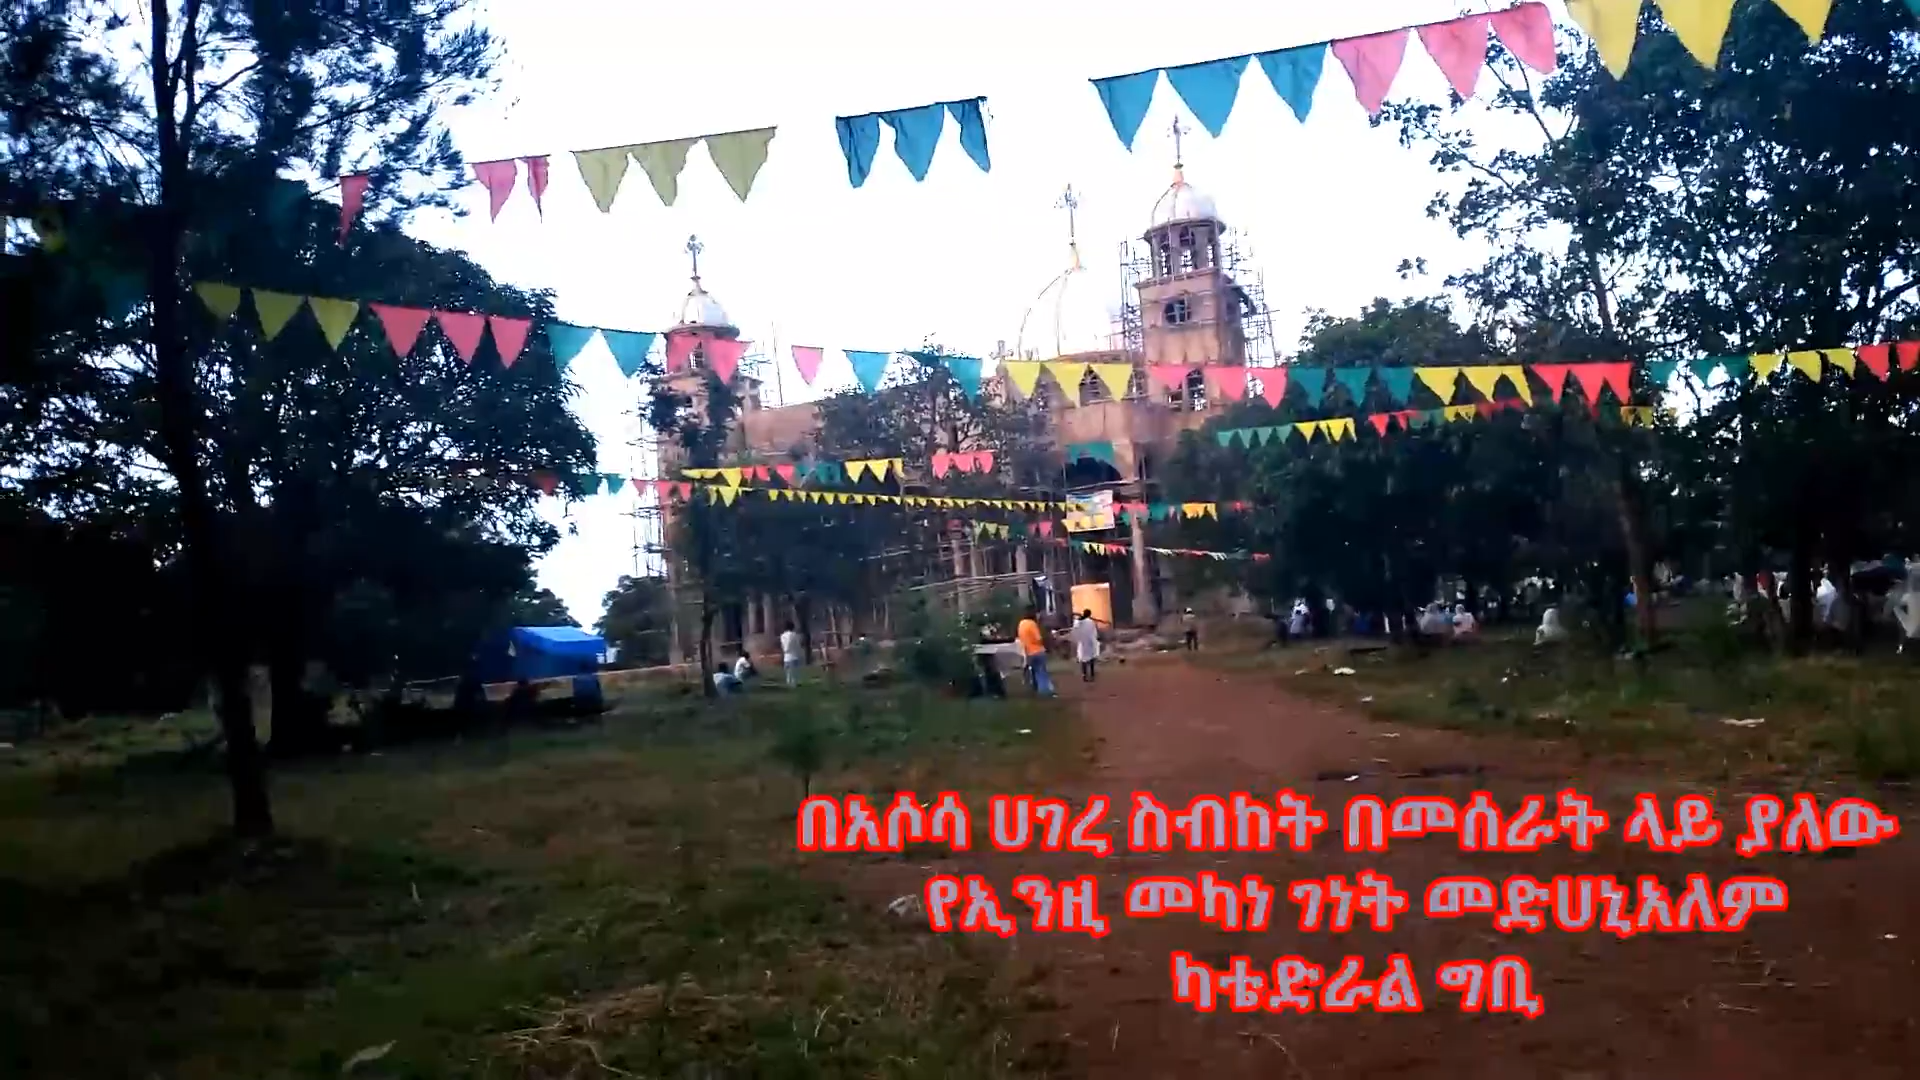 በአሶሳ ሀገረ ስብከት በመሰራት ላይ ያለው
የኢንዚ መካነ ገነት መድሀኒአለም
ካቴድራል ግቢ